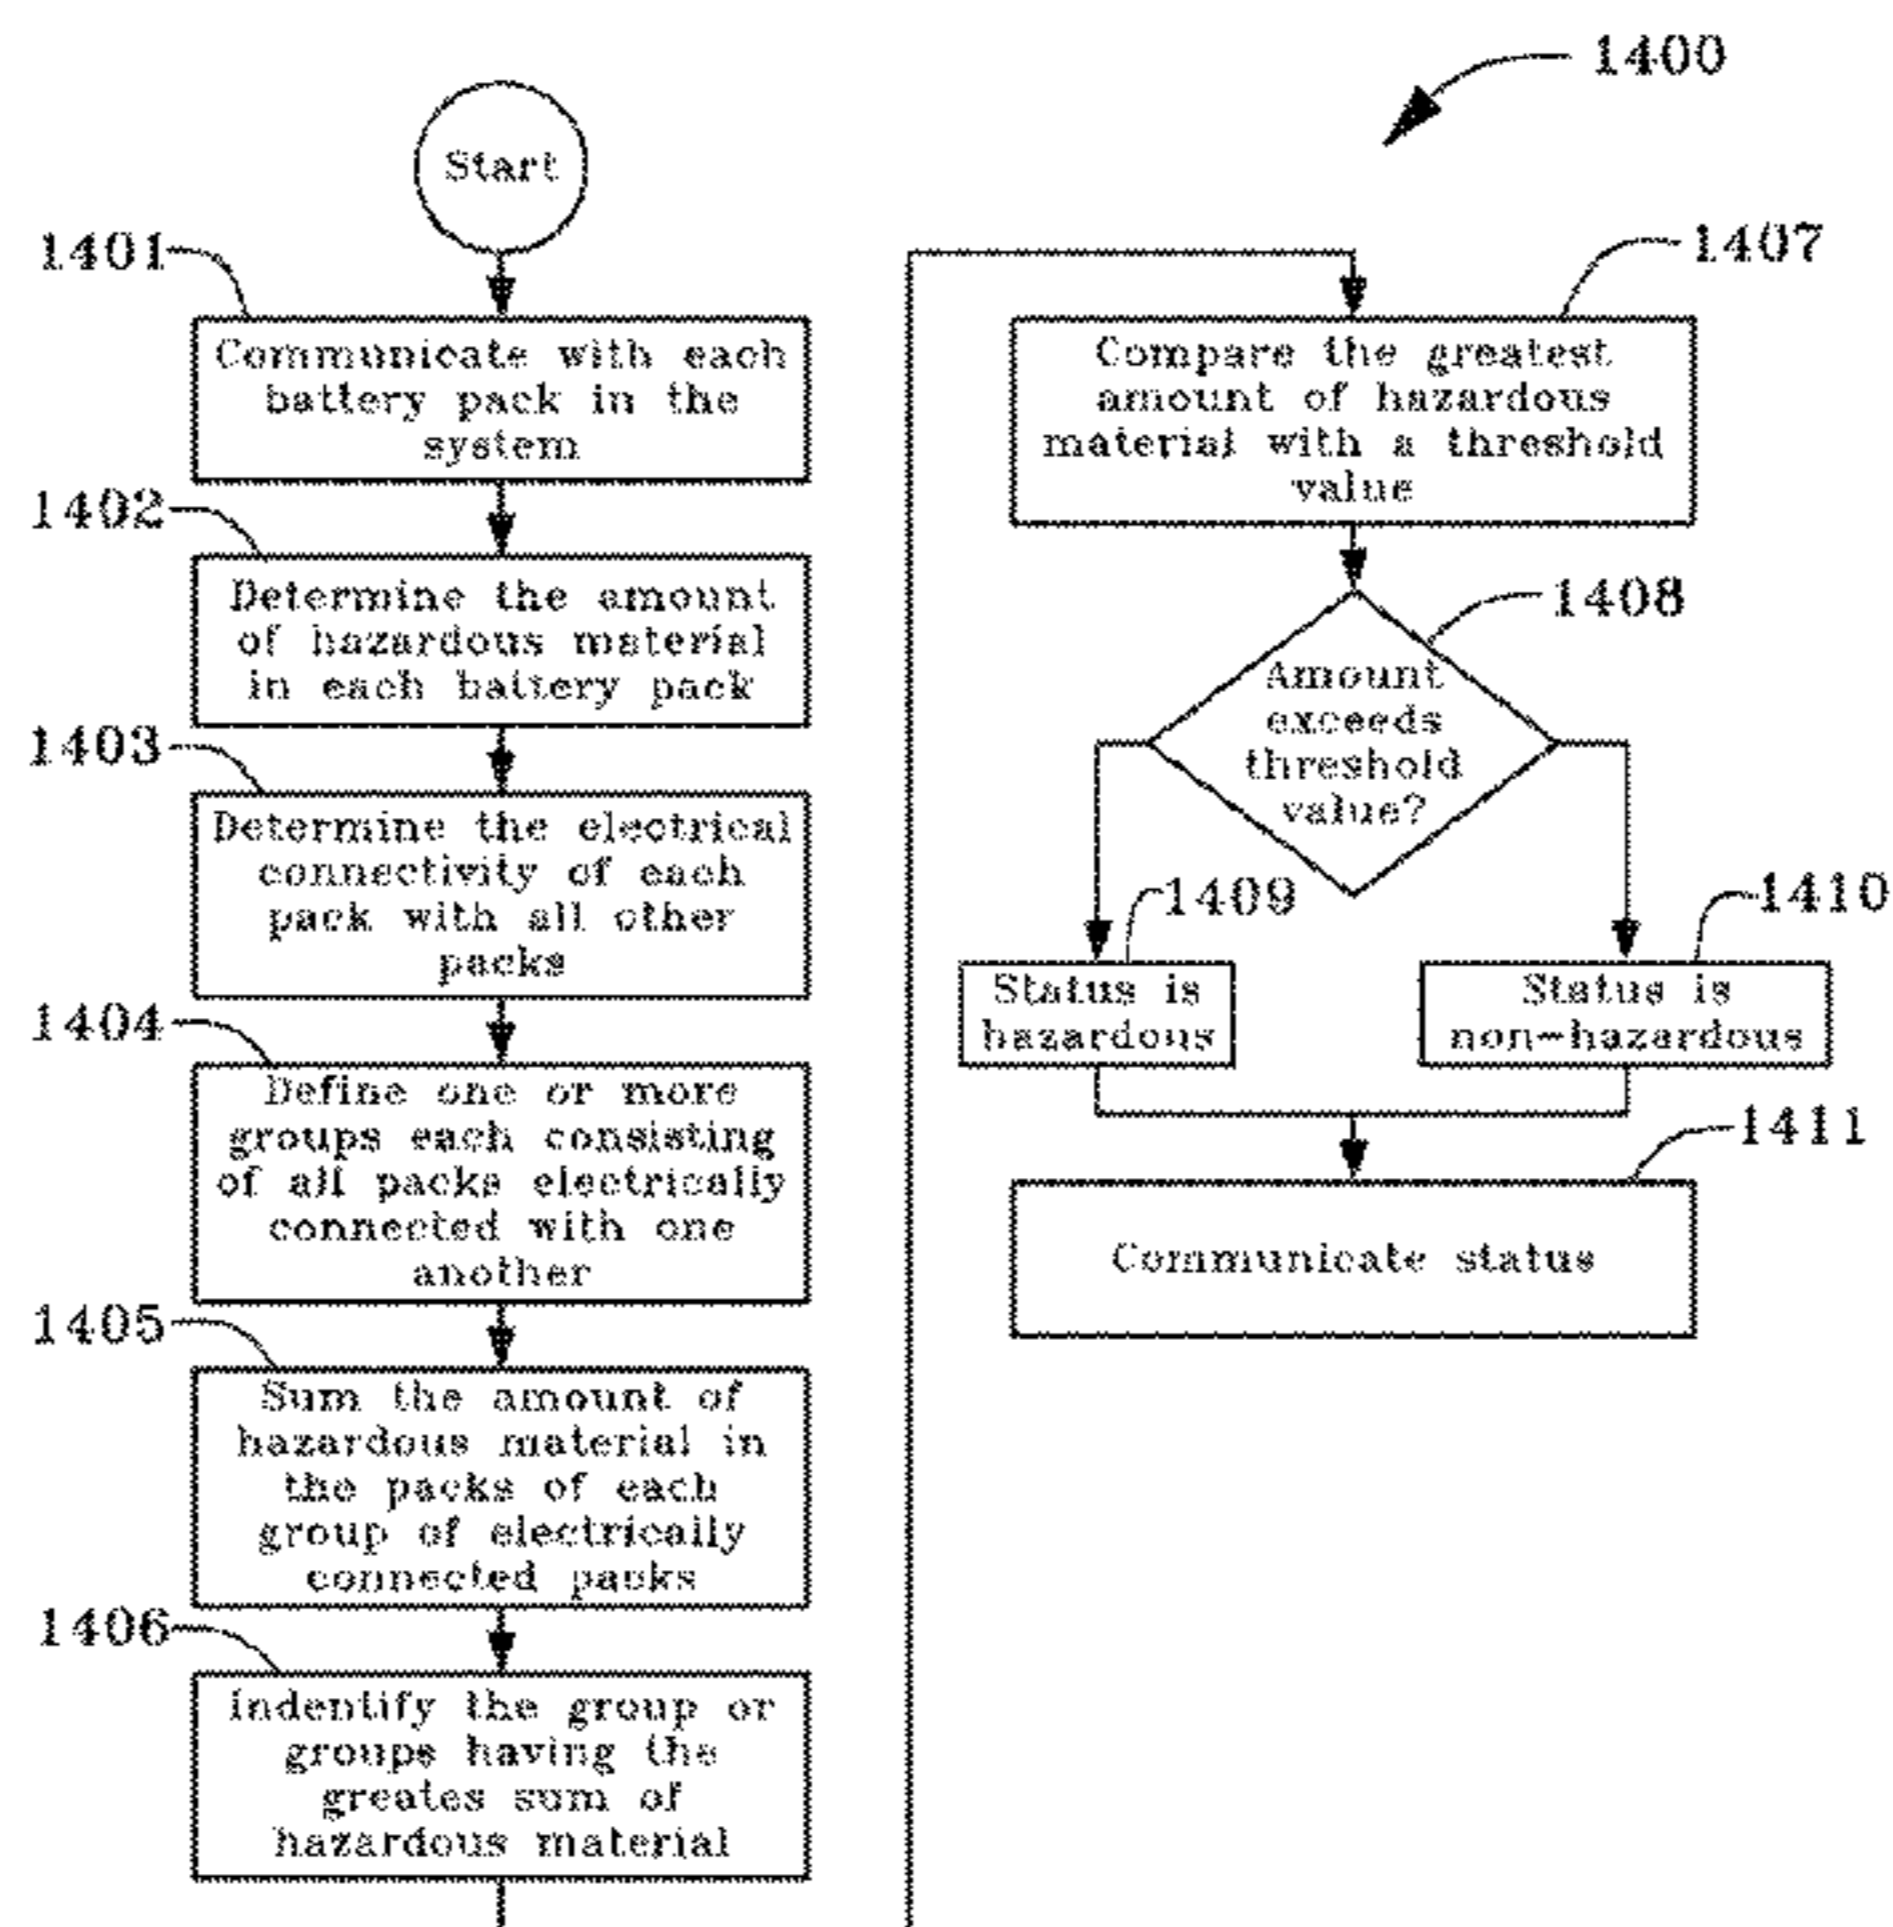 1400
Start
1401
Communicate with each
battery pack in the
system
1402
Determine the amount
of hazardous material
in each battery pack
1403
Determine the electrical
connectivity of each
pack with all other
packs
1404
Define one or more
groups each consisting
of all packs electrically
connected with one
another
1405
Sum the amount of
hazardous material in
the packs of each
group of electrically
connected packs
1406
Indentify the group or
groups having the
greates sum of
hazardous material
1407
Compare the greatest
amount of hazardous
material with a threshold
value
1408
Amount
exceeds
threshold
value?
1409
Status is
hazardous
1410
Status is
non-hazardous
1411
Communicate status